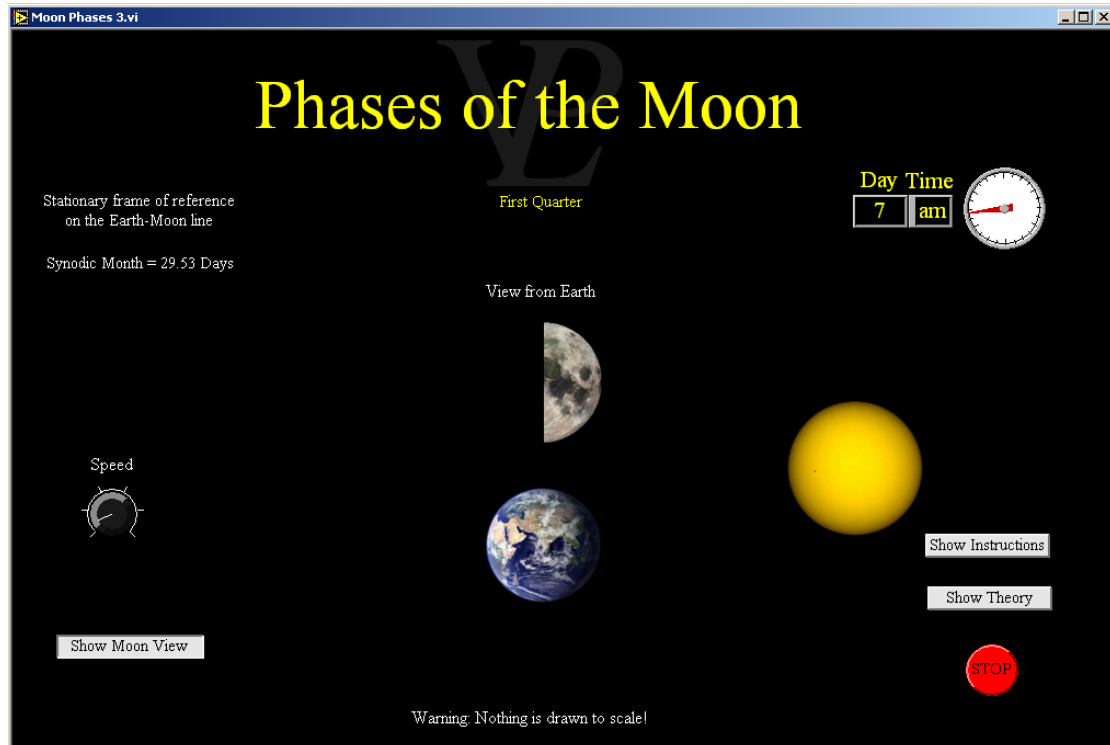 Moon Phases 3.vi
Phases of the Moon
VPL
Stationary frame of reference
on the Earth-Moon line
Synodic Month = 29.53 Days
First Quarter
Day Time
7 am
View from Earth
Speed
Show Instructions
Show Theory
Show Moon View
STOP
Warning: Nothing is drawn to scale!